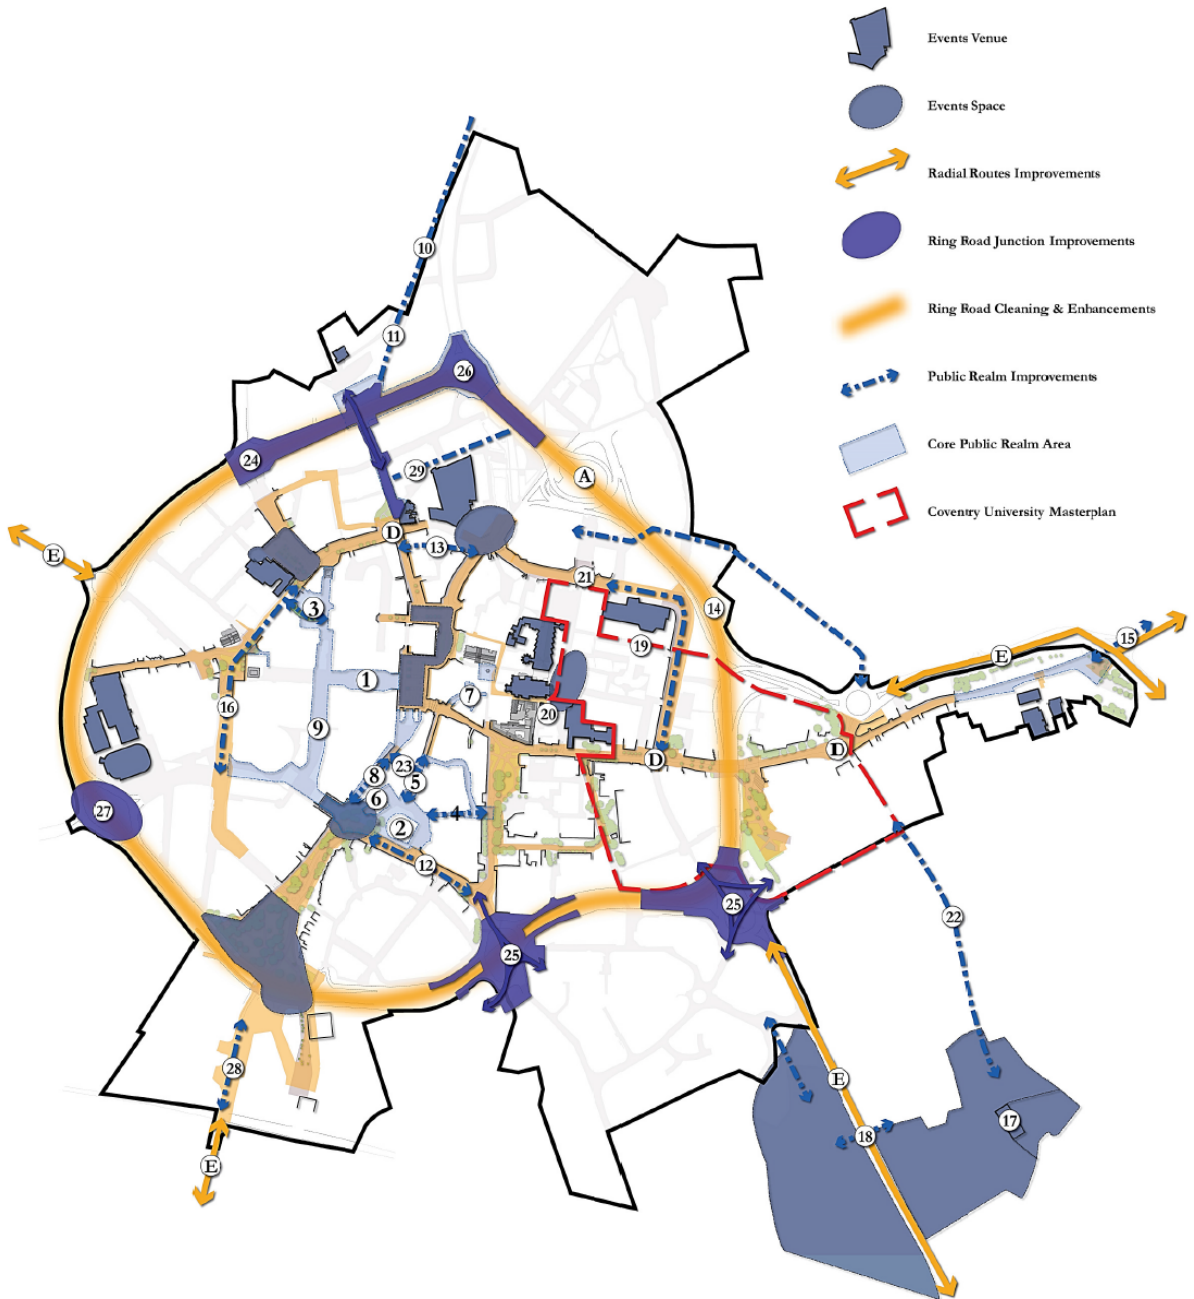 Events Venue
Events Space
Radial Routes Improvements
Ring Road Junction Improvements
Ring Road Cleaning & Enhancements
Public Realm Improvements
Core Public Realm Area
Coventry University Masterplan
10
11
26
24
29
A
D
13
E
21
3
14
19
15
E
1
7
16
20
9
D
D
8
23
5
6
27
2
4
12
25
22
25
28
E
17
18
E